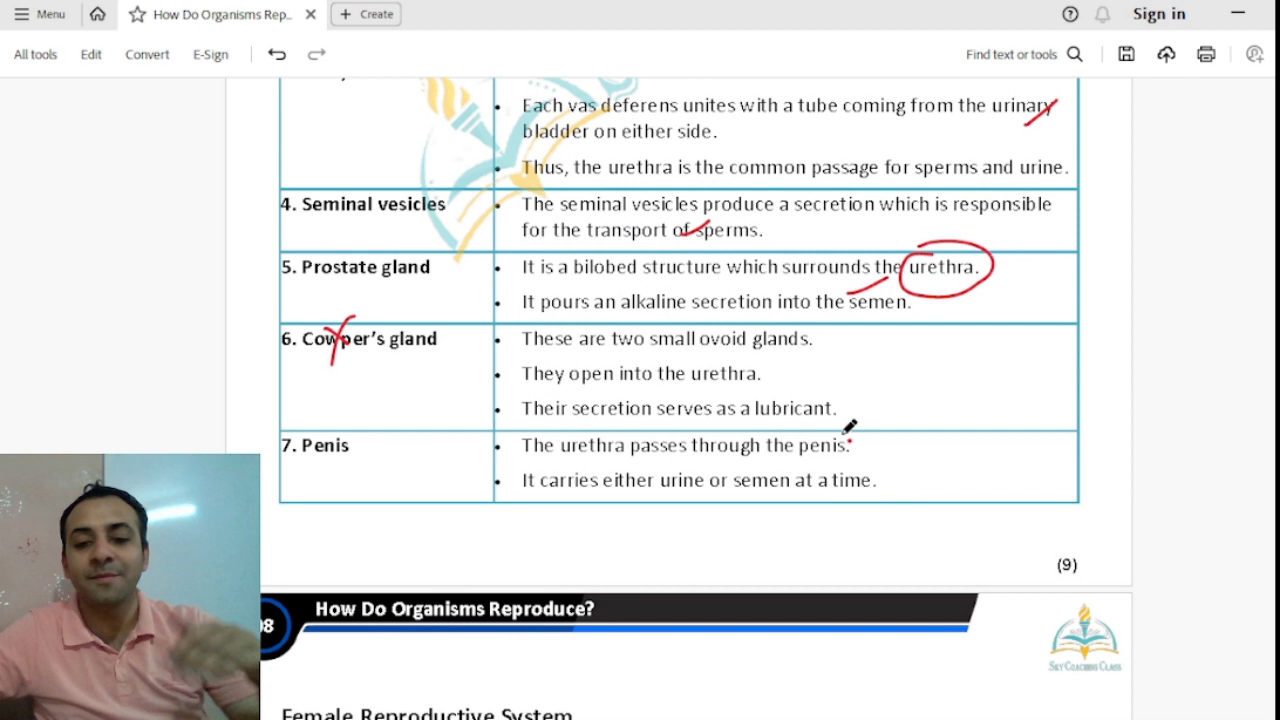 Menu
How Do Organisms Rep...
Create
Sign in
All tools
Edit
Convert
E-Sign
Find text or tools
Each vas deferens unites with a tube coming from the urinary
bladder on either side.
Thus, the urethra is the common passage for sperms and urine.
4. Seminal vesicles
The seminal vesicles produce a secretion which is responsible
for the transport of sperms.
5. Prostate gland
It is a bilobed structure which surrounds the urethra.
It pours an alkaline secretion into the semen.
6. Cowper's gland
These are two small ovoid glands.
They open into the urethra.
Their secretion serves as a lubricant.
7. Penis
The urethra passes through the penis.
It carries either urine or semen at a time.
(9)
08
How Do Organisms Reproduce?
SKY COACHING CLASS
Female Reproductive System